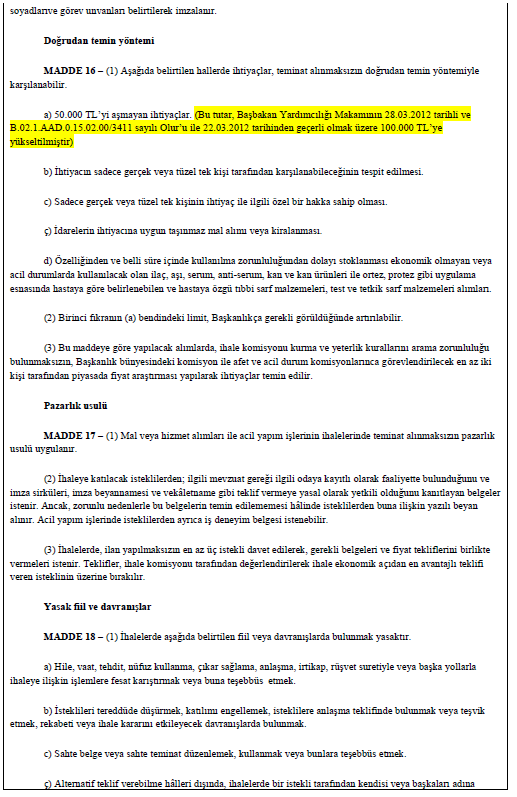 soyadlarıve görev unvanları belirtilerek imzalanır.
Doğrudan temin yöntemi
MADDE 16 – (1) Aşağıda belirtilen hallerde ihtiyaçlar, teminat alınmaksızın doğrudan temin yöntemiyle
karşılanabilir.
a) 50.000 TL’yi aşmayan ihtiyaçlar. (Bu tutar, Başbakan Yardımcılığı Makamının 28.03.2012 tarihli ve
B.02.1.AAD.0.15.02.00/3411 sayılı Olur’u ile 22.03.2012 tarihinden geçerli olmak üzere 100.000 TL’ye
yükseltilmiştir)
b) İhtiyacın sadece gerçek veya tüzel tek kişi tarafından karşılanabileceğinin tespit edilmesi.
c) Sadece gerçek veya tüzel tek kişinin ihtiyaç ile ilgili özel bir hakka sahip olması.
ç) İdarelerin ihtiyacına uygun taşınmaz mal alımı veya kiralanması.
d) Özelliğinden ve belli süre içinde kullanılma zorunluluğundan dolayı stoklanması ekonomik olmayan veya
acil durumlarda kullanılacak olan ilaç, aşı, serum, anti-serum, kan ve kan ürünleri ile ortez, protez gibi uygulama
esnasında hastaya göre belirlenebilen ve hastaya özgü tıbbi sarf malzemeleri, test ve tetkik sarf malzemeleri alımları.
(2) Birinci fıkranın (a) bendindeki limit, Başkanlıkça gerekli görüldüğünde artırılabilir.
(3) Bu maddeye göre yapılacak alımlarda, ihale komisyonu kurma ve yeterlik kurallarını arama zorunluluğu
bulunmaksızın, Başkanlık bünyesindeki komisyon ile afet ve acil durum komisyonlarınca görevlendirilecek en az iki
kişi tarafından piyasada fiyat araştırması yapılarak ihtiyaçlar temin edilir.
Pazarlık usulü
MADDE 17 – (1) Mal veya hizmet alımları ile acil yapım işlerinin ihalelerinde teminat alınmaksızın pazarlık
usulü uygulanır.
(2) İhaleye katılacak isteklilerden; ilgili mevzuat gereği ilgili odaya kayıtlı olarak faaliyette bulunduğunu ve
imza sirküleri, imza beyannamesi ve vekâletname gibi teklif vermeye yasal olarak yetkili olduğunu kanıtlayan belgeler
istenir. Ancak, zorunlu nedenlerle bu belgelerin temin edilememesi hâlinde isteklilerden buna ilişkin yazılı beyan
alınır. Acil yapım işlerinde isteklilerden ayrıca iş deneyim belgesi istenebilir.
(3) İhalelerde, ilan yapılmaksızın en az üç istekli davet edilerek, gerekli belgeleri ve fiyat tekliflerini birlikte
vermeleri istenir. Teklifler, ihale komisyonu tarafından değerlendirilerek ihale ekonomik açıdan en avantajlı teklifi
veren isteklinin üzerine bırakılır.
Yasak fiil ve davranışlar
MADDE 18 – (1) İhalelerde aşağıda belirtilen fiil veya davranışlarda bulunmak yasaktır.
a) Hile, vaat, tehdit, nüfuz kullanma, çıkar sağlama, anlaşma, irtikap, rüşvet suretiyle veya başka yollarla
ihaleye ilişkin işlemlere fesat karıştırmak veya buna teşebbüs etmek.
b) İsteklileri tereddüde düşürmek, katılımı engellemek, isteklilere anlaşma teklifinde bulunmak veya teşvik
etmek, rekabeti veya ihale kararını etkileyecek davranışlarda bulunmak.
c) Sahte belge veya sahte teminat düzenlemek, kullanmak veya bunlara teşebbüs etmek.
ç) Alternatif teklif verebilme hâlleri dışında, ihalelerde bir istekli tarafından kendisi veya başkaları adına